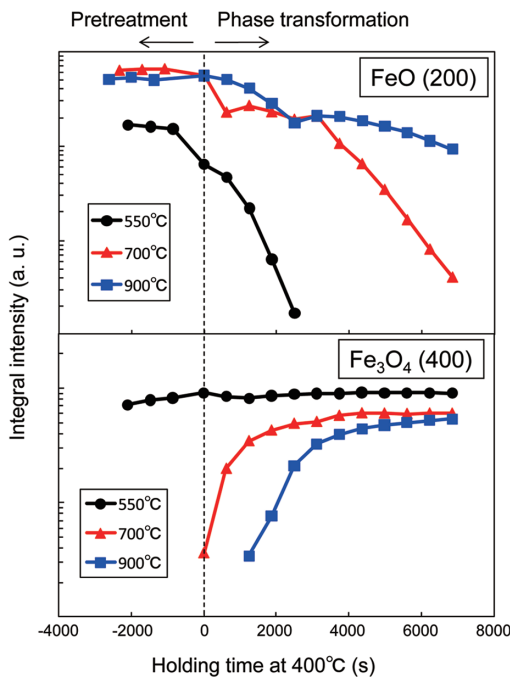 Pretreatment Phase transformation
FeO (200)
550℃
700℃
900℃
Integral intensity (a. u.)
Fe₃O₄ (400)
550℃
700℃
900℃
-4000 -2000 0 2000 4000 6000 8000
Holding time at 400℃ (s)